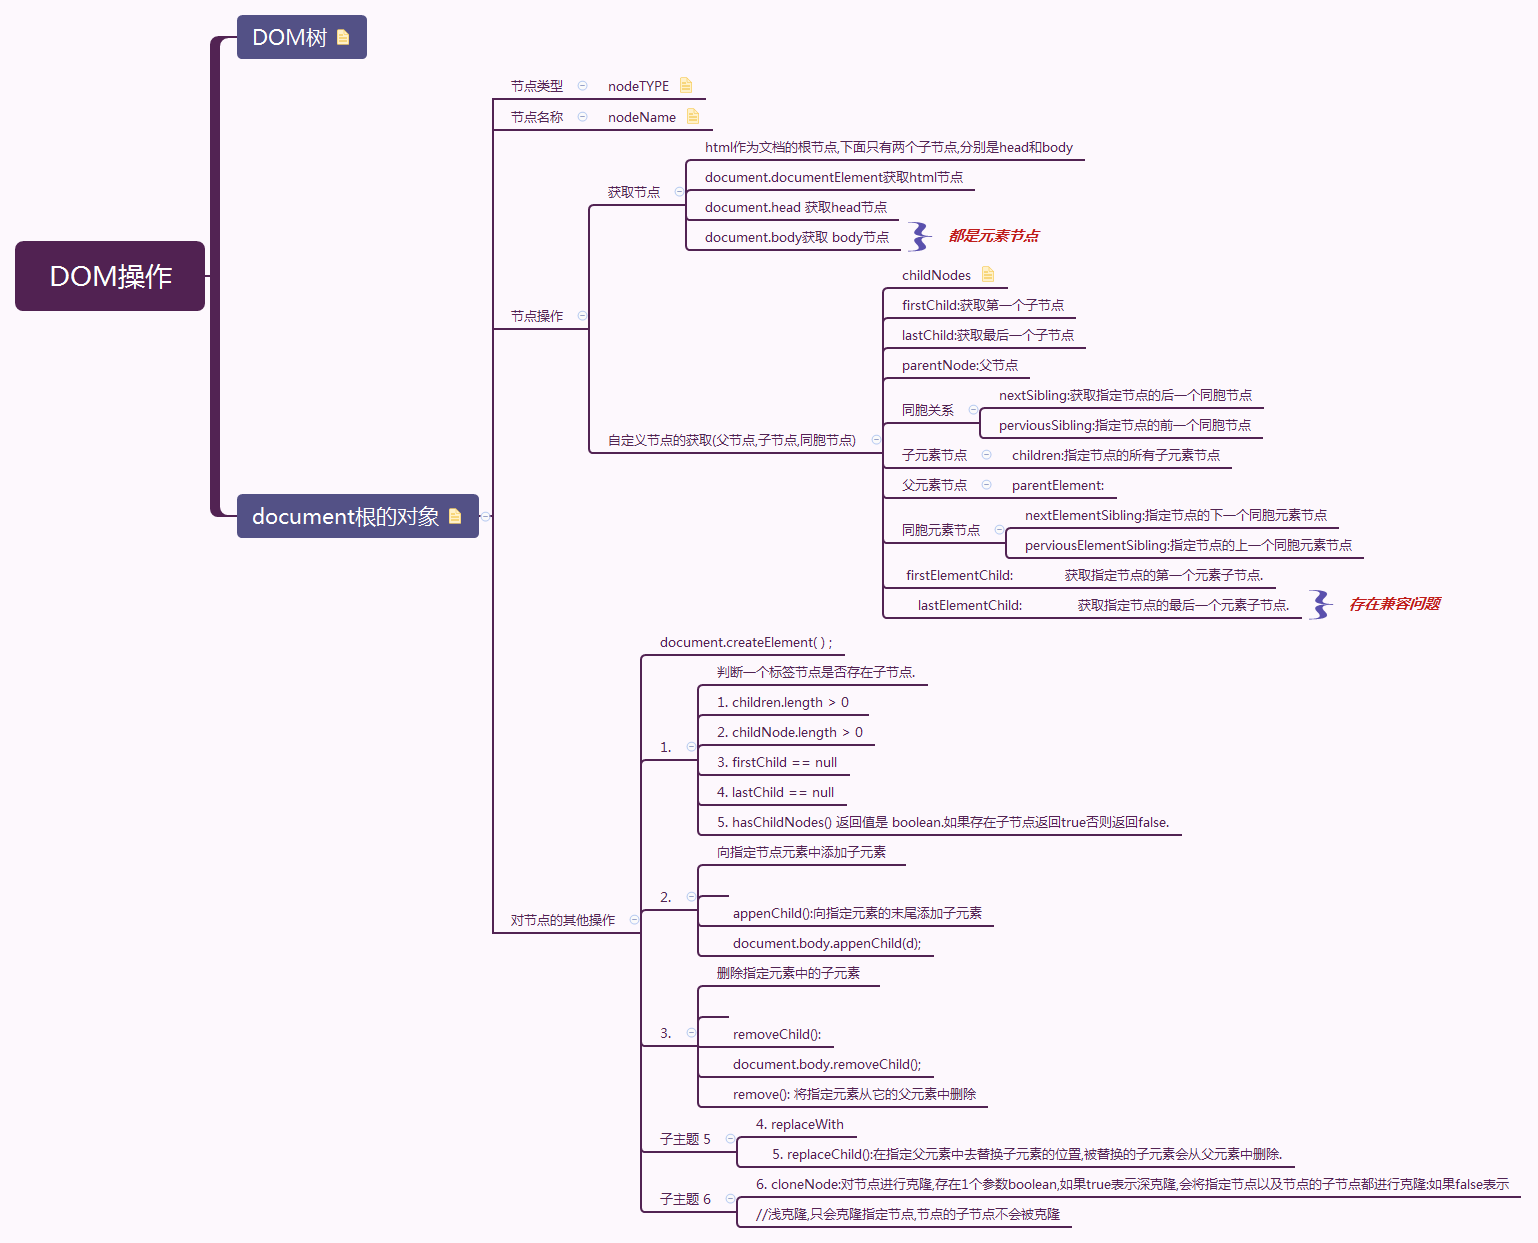 DOM树
节点类型
nodeTYPE
节点名称
nodeName
html作为文档的根节点,下面只有两个子节点,分别是head和body
document.documentElement获取html节点
获取节点
document.head 获取head节点
document.body获取 body节点
都是元素节点
DOM操作
childNodes
firstChild:获取第一个子节点
节点操作
lastChild:获取最后一个子节点
parentNode:父节点
nextSibling:获取指定节点的后一个同胞节点
同胞关系
perviousSibling:指定节点的前一个同胞节点
自定义节点的获取(父节点,子节点,同胞节点)
子元素节点
children:指定节点的所有子元素节点
父元素节点
parentElement:
document根的对象
nextElementSibling:指定节点的下一个同胞元素节点
同胞元素节点
perviousElementSibling:指定节点的上一个同胞元素节点
firstElementChild: 获取指定节点的第一个元素子节点.
lastElementChild: 获取指定节点的最后一个元素子节点.
存在兼容问题
document.createElement( ) ;
判断一个标签节点是否存在子节点.
1. children.length > 0
2. childNode.length > 0
1.
3. firstChild == null
4. lastChild == null
5. hasChildNodes() 返回值是 boolean.如果存在子节点返回true否则返回false.
向指定节点元素中添加子元素
2.
appenChild():向指定元素的末尾添加子元素
对节点的其他操作
document.body.appenChild(d);
删除指定元素中的子元素
3.
removeChild():
document.body.removeChild();
remove(): 将指定元素从它的父元素中删除
4. replaceWith
子主题 5
5. replaceChild():在指定父元素中去替换子元素的位置,被替换的子元素会从父元素中删除.
6. cloneNode:对节点进行克隆,存在1个参数boolean,如果true表示深克隆,会将指定节点以及节点的子节点都进行克隆:如果false表示
子主题 6
//浅克隆,只会克隆指定节点,节点的子节点不会被克隆